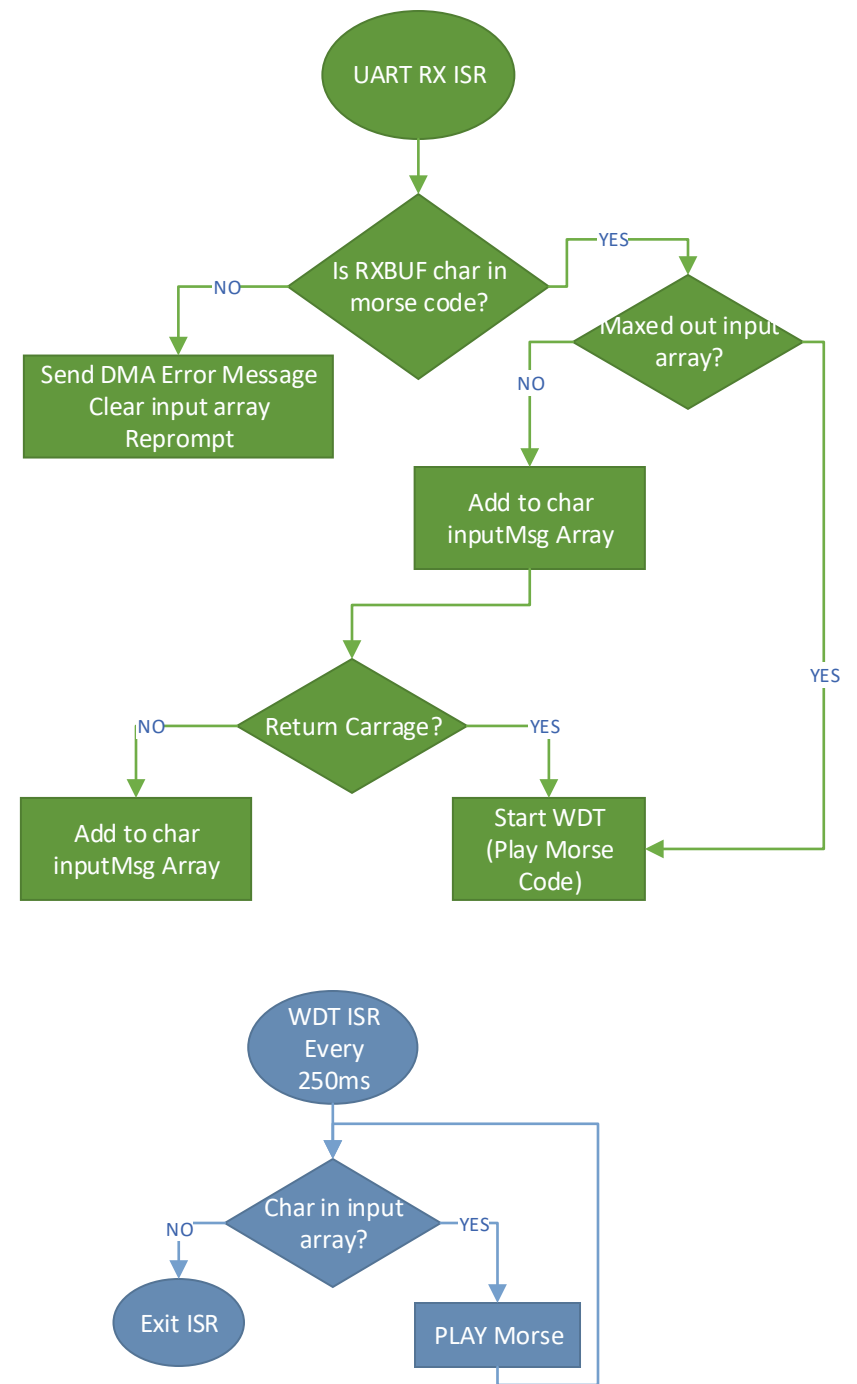 UART RX ISR
Is RXBUF char in
morse code?
NO
YES
Send DMA Error Message
Clear input array
Reprompt
Maxed out input
array?
NO
YES
Add to char
inputMsg Array
Return Carrage?
NO
YES
Add to char
inputMsg Array
Start WDT
(Play Morse
Code)
WDT ISR
Every
250ms
Char in input
array?
NO
YES
Exit ISR
PLAY Morse